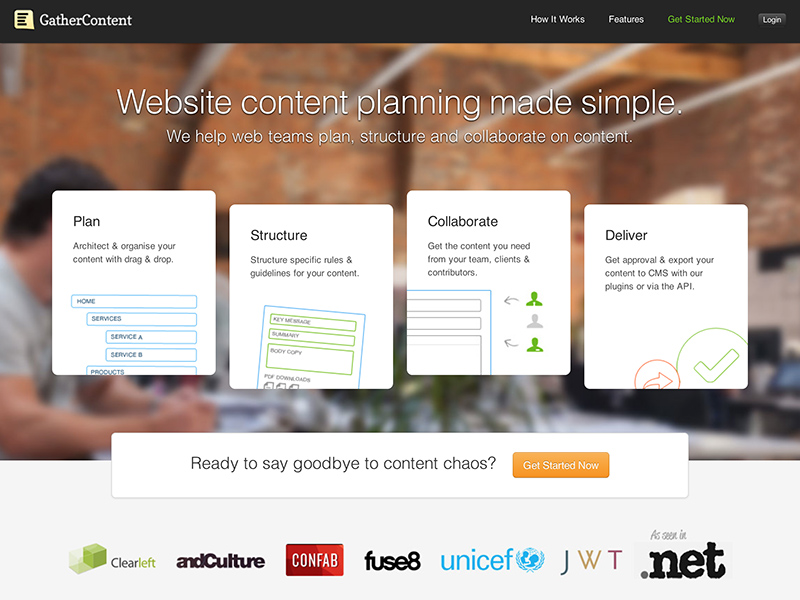 GatherContent
How It Works
Features
Get Started Now
Login
Website content planning made simple.
We help web teams plan, structure and collaborate on content.
Plan
Architect & organise your
content with drag & drop.
HOME
SERVICES
SERVICE A
SERVICE B
PRODUCTS
Structure
Structure specific rules &
guidelines for your content.
KEY MESSAGE
SUMMARY
BODY COPY
PDF DOWNLOADS
Collaborate
Get the content you need
from your team, clients &
contributors.
Deliver
Get approval & export your
content to CMS with our
plugins or via the API.
Ready to say goodbye to content chaos?
Get Started Now
Clearleft
andCulture
CONFAB
fuse8
unicef
JWT
As seen in
.net